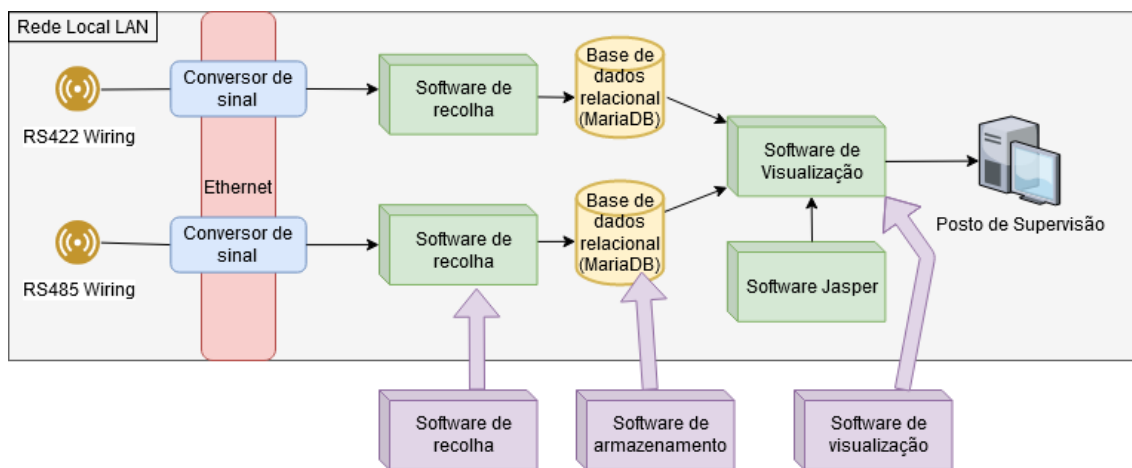 Rede Local LAN
RS422 Wiring
Conversor de
sinal
Software de
recolha
Base de
dados
relacional
(MariaDB)
Software de
Visualização
Posto de Supervisão
Ethernet
RS485 Wiring
Conversor de
sinal
Software de
recolha
Base de
dados
relacional
(MariaDB)
Software Jasper
Software de
recolha
Software de
armazenamento
Software de
visualização